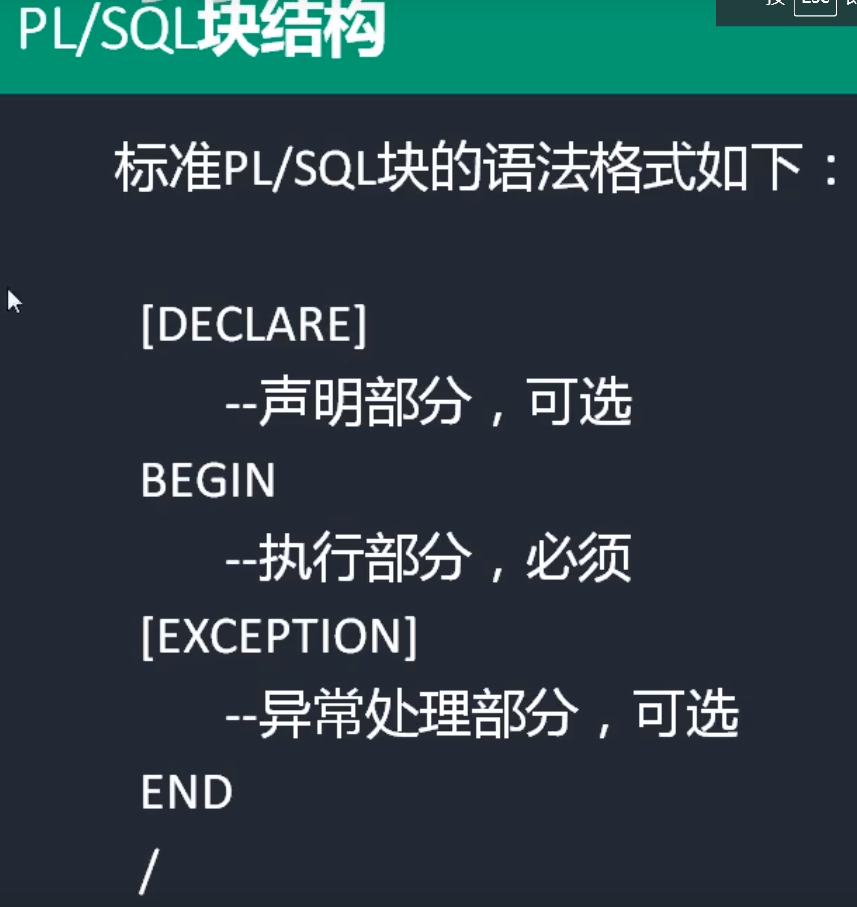 PL/SQL块结构
按 Esc
标准PL/SQL块的语法格式如下：
[DECLARE]
--声明部分，可选
BEGIN
--执行部分，必须
[EXCEPTION]
--异常处理部分，可选
END
/